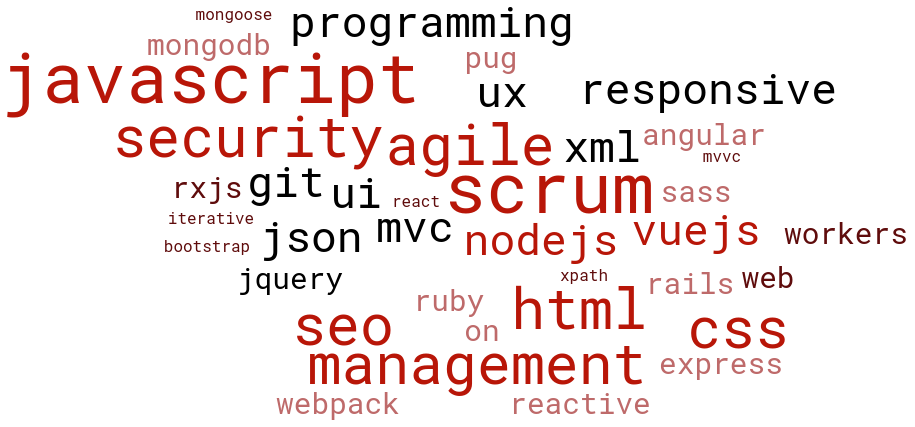 mongoose
programming
mongodb
pug
javascript
ux
responsive
security
agile
xml
angular
mvvc
rxjs
git
ui
react
scrum
sass
iterative
bootstrap
json
mvc
nodejs
vuejs
workers
jquery
xpath
rails
web
ruby
on
html
seo
css
management
express
webpack
reactive